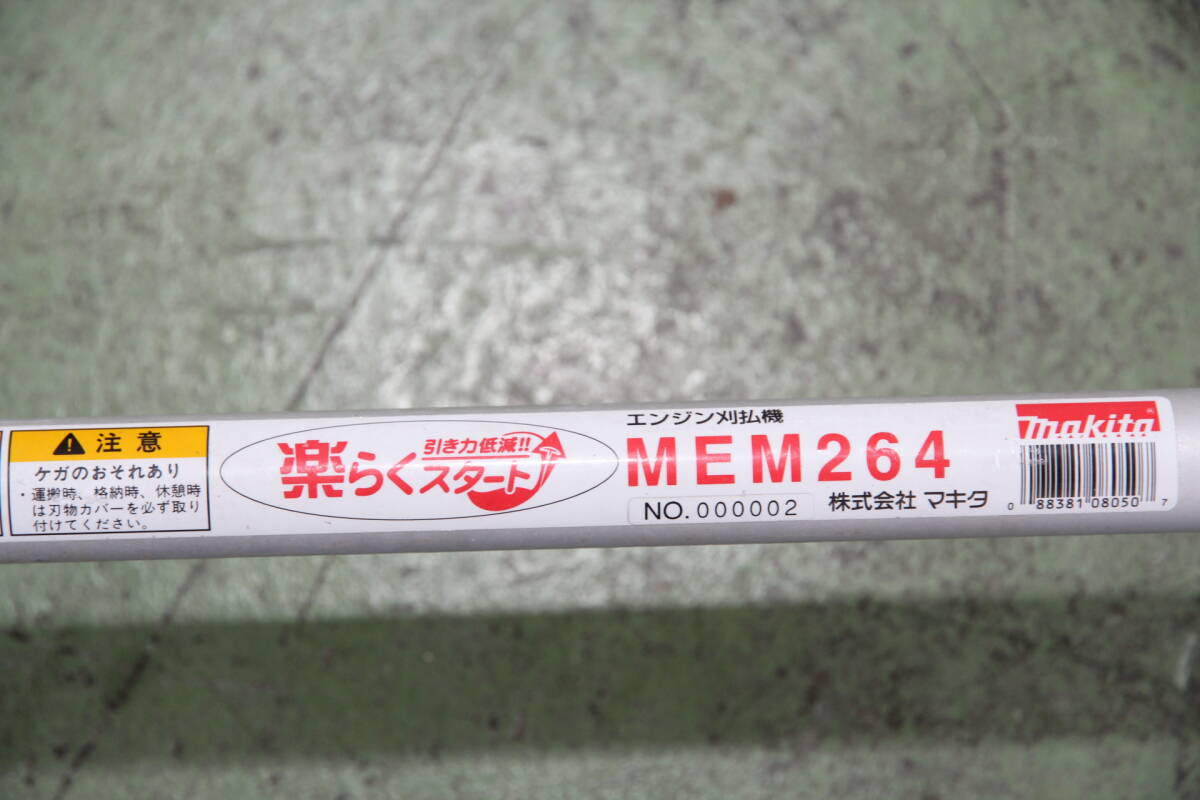 注意
ケガのおそれあり
・運搬時、格納時、休憩時
は刃物カバーを必ず取り
付けてください。
引き力低減!!
楽らくスタート
エンジン刈払機
MEM264
NO. 000002
株式会社 マキタ
makita
0 88381 08050 7